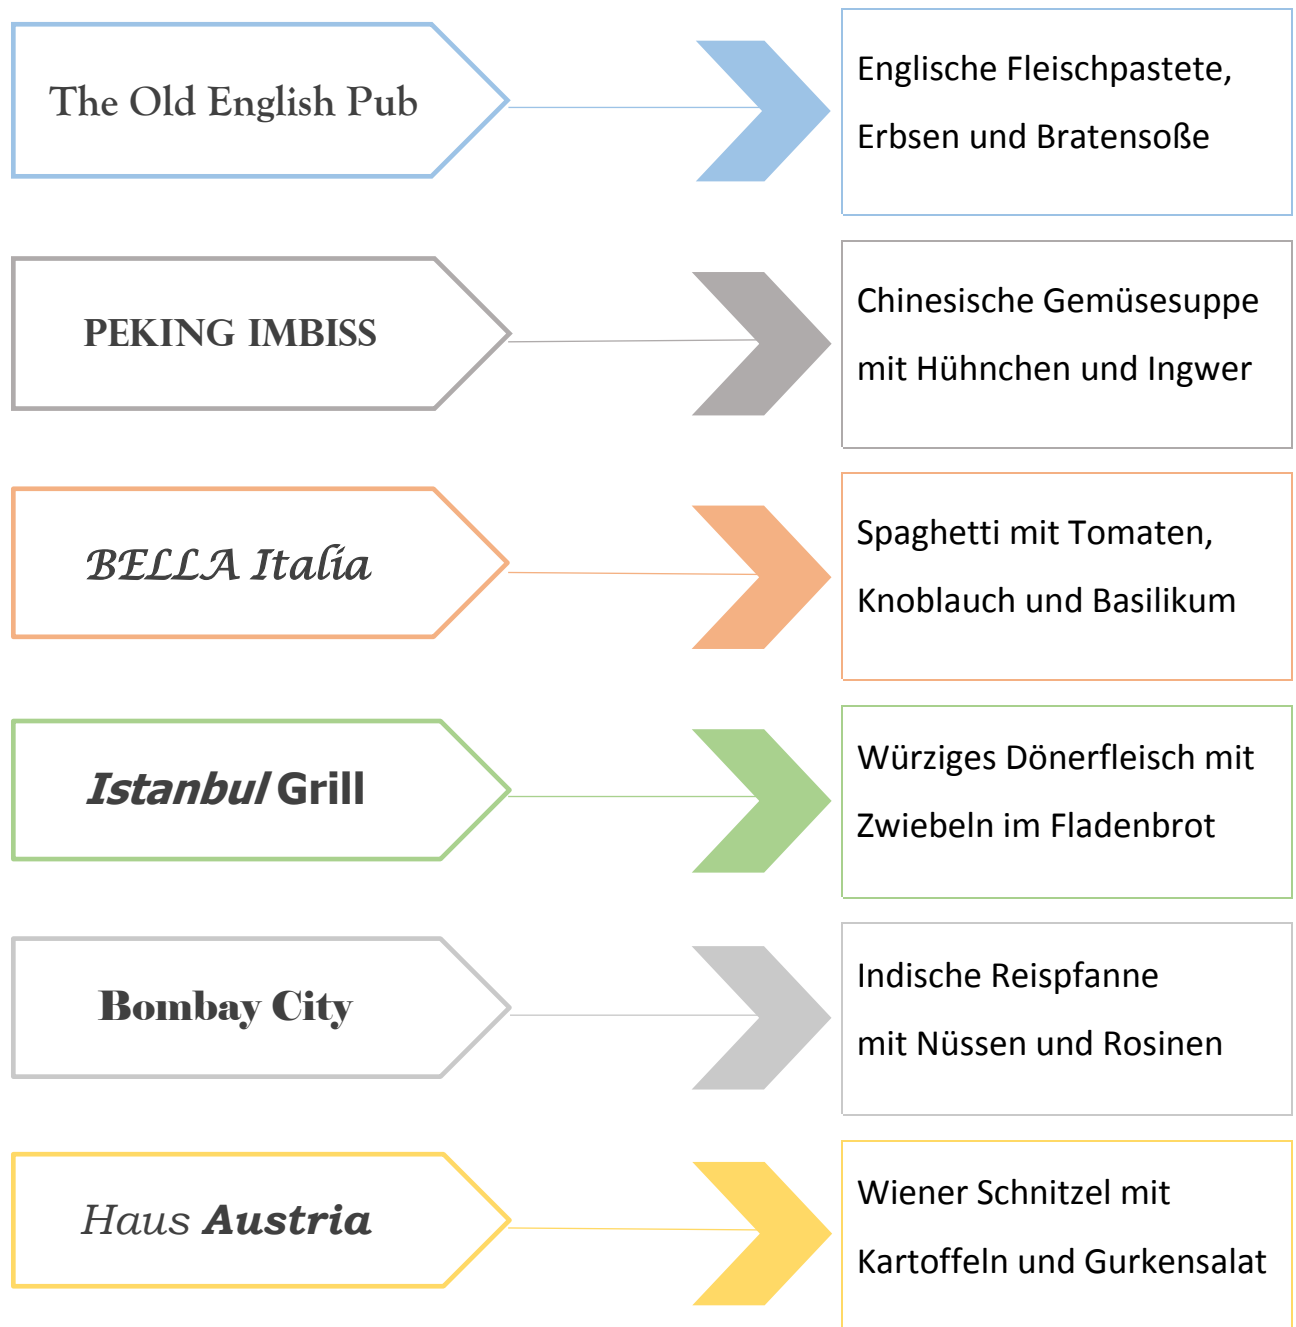 The Old English Pub
Englische Fleischpastete,
Erbsen und Bratensoße
PEKING IMBISS
Chinesische Gemüsesuppe
mit Hühnchen und Ingwer
BELLA Italia
Spaghetti mit Tomaten,
Knoblauch und Basilikum
Istanbul Grill
Würziges Dönerfleisch mit
Zwiebeln im Fladenbrot
Bombay City
Indische Reispfanne
mit Nüssen und Rosinen
Haus Austria
Wiener Schnitzel mit
Kartoffeln und Gurkensalat